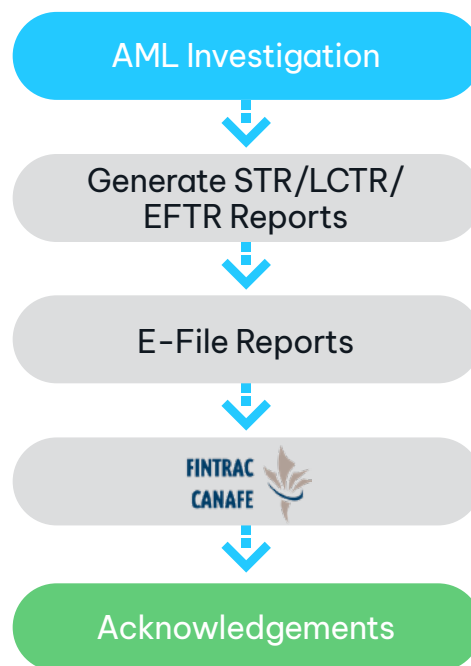 AML Investigation
Generate STR/LCTR/
EFTR Reports
E-File Reports
FINTRAC
CANAFE
Acknowledgements